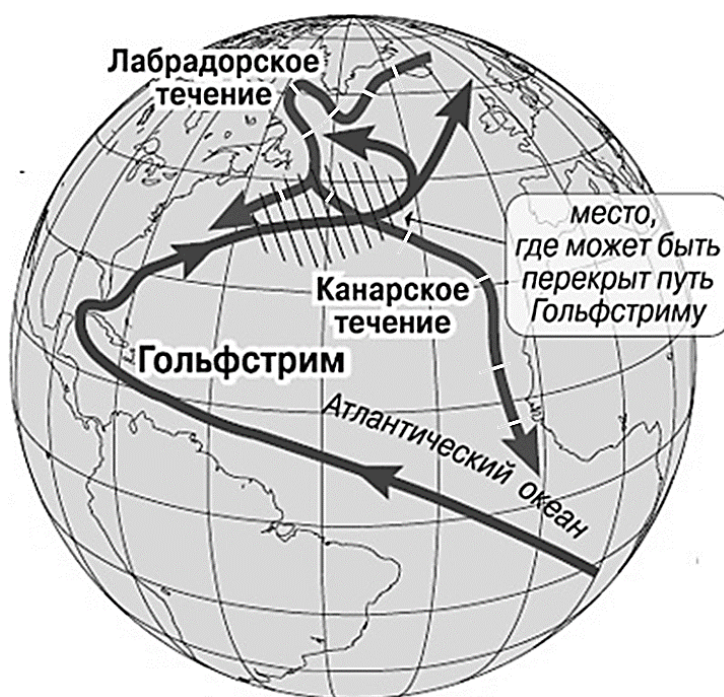 Лабрадорское
течение
место,
где может быть
перекрыт путь
Гольфстриму
Канарское
течение
Гольфстрим
Атлантический океан